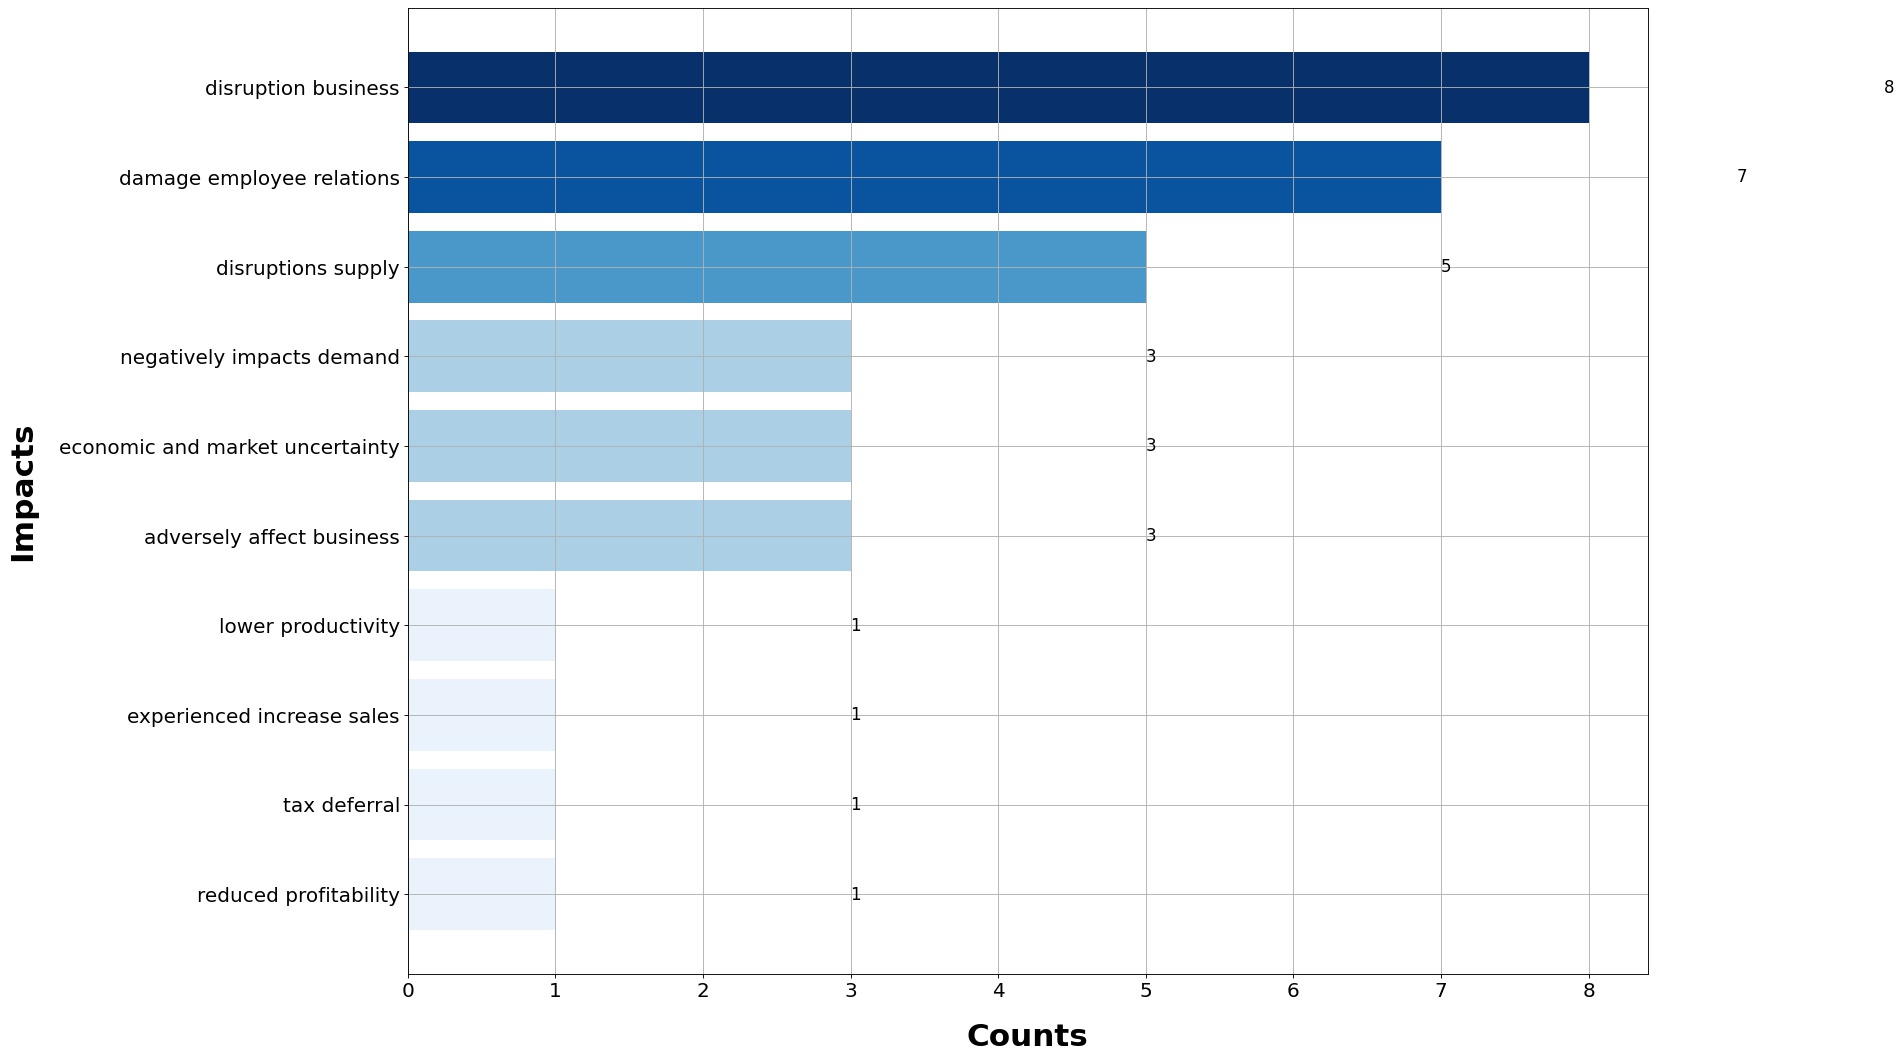 disruption business 8
damage employee relations 7
disruptions supply 5
negatively impacts demand 3
economic and market uncertainty 3
adversely affect business 3
lower productivity 1
experienced increase sales 1
tax deferral 1
reduced profitability 1
Impacts
0 1 2 3 4 5 6 7 8
Counts